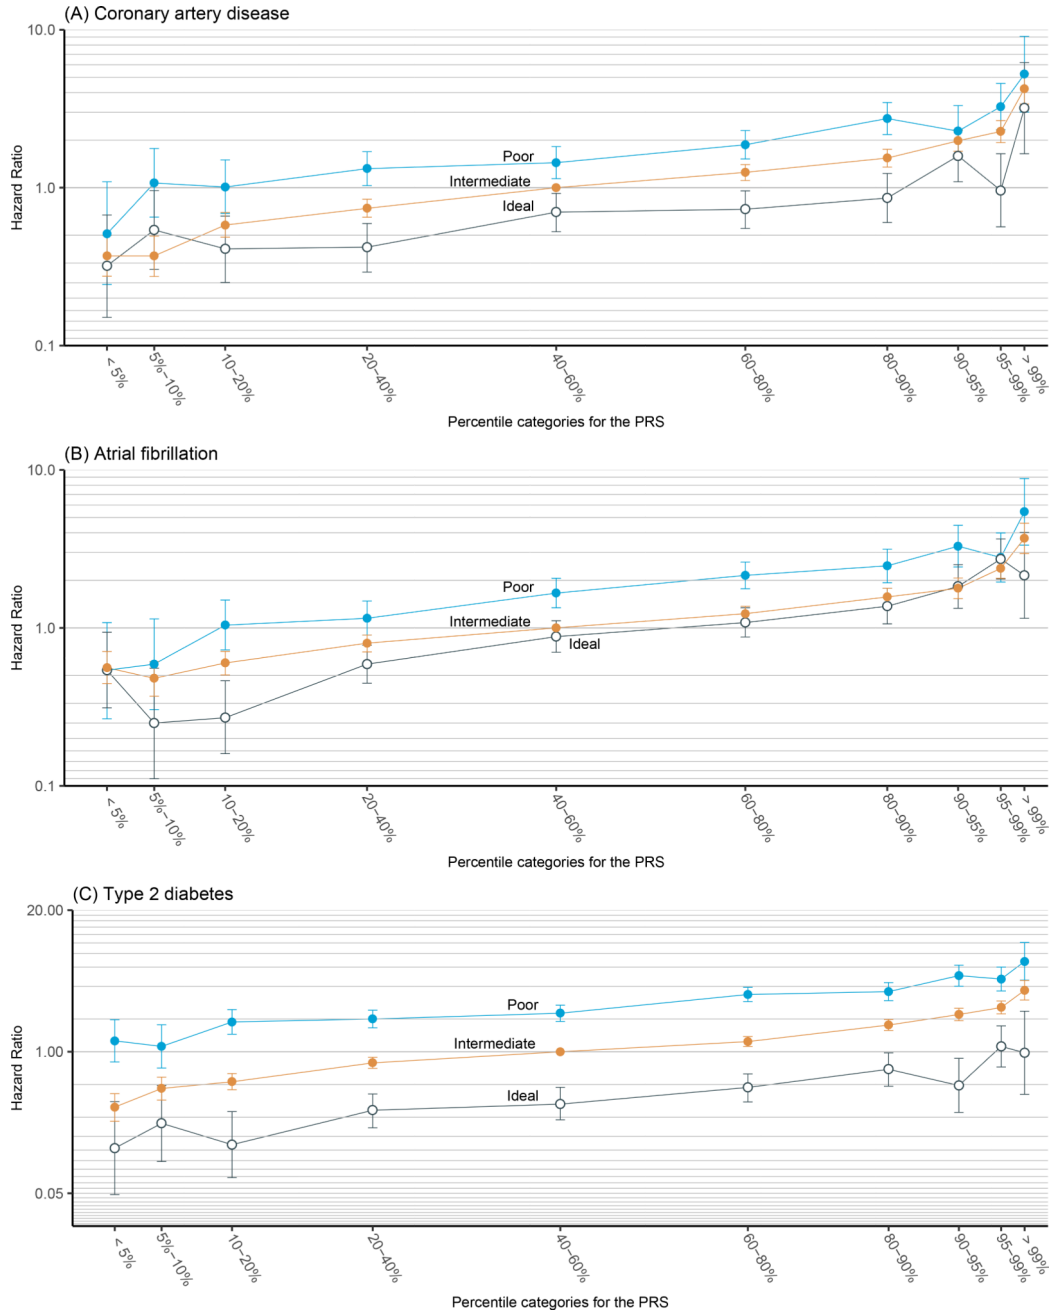 (A) Coronary artery disease
10.0
1.0
0.1
Hazard Ratio
Poor
Intermediate
Ideal
< 5%
5%−10%
10−20%
20−40%
40−60%
60−80%
80−90%
90−95%
95−99%
> 99%
Percentile categories for the PRS
(B) Atrial fibrillation
10.0
1.0
0.1
Hazard Ratio
Poor
Intermediate
Ideal
< 5%
5%−10%
10−20%
20−40%
40−60%
60−80%
80−90%
90−95%
95−99%
> 99%
Percentile categories for the PRS
(C) Type 2 diabetes
20.00
1.00
0.05
Hazard Ratio
Poor
Intermediate
Ideal
< 5%
5%−10%
10−20%
20−40%
40−60%
60−80%
80−90%
90−95%
95−99%
> 99%
Percentile categories for the PRS